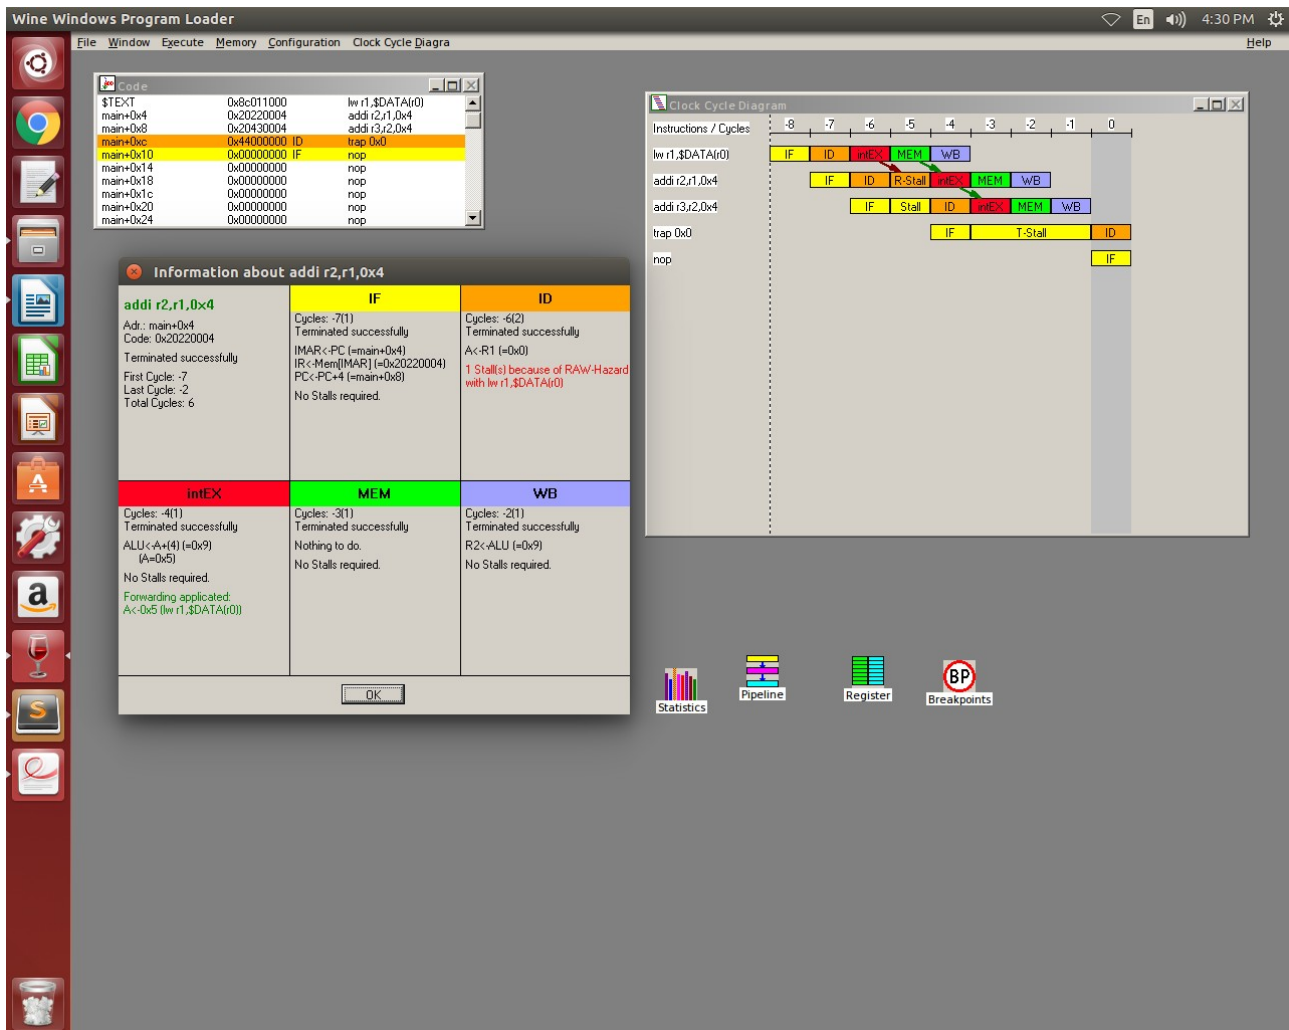 Wine Windows Program Loader
En
4:30 PM
File Window Execute Memory Configuration Clock Cycle Diagra Help
Code
$TEXT 0x8c011000 lw r1,$DATA(r0)
main+0x4 0x20220004 addi r2,r1,0x4
main+0x8 0x20430004 addi r3,r2,0x4
main+0xc 0x44000000 ID trap 0x0
main+0x10 0x00000000 IF nop
main+0x14 0x00000000 nop
main+0x18 0x00000000 nop
main+0x1c 0x00000000 nop
main+0x20 0x00000000 nop
main+0x24 0x00000000 nop
Clock Cycle Diagram
Instructions / Cycles -8 -7 -6 -5 -4 -3 -2 -1 0
lw r1,$DATA(r0) IF ID intEX MEM WB
addi r2,r1,0x4 IF ID R-Stall intEX MEM WB
addi r3,r2,0x4 IF Stall ID intEX MEM WB
trap 0x0 IF T-Stall ID
nop IF
Information about addi r2,r1,0x4
addi r2,r1,0x4
Adr.: main+0x4
Code: 0x20220004
Terminated successfully
First Cycle: -7
Last Cycle: -2
Total Cycles: 6
IF
Cycles: -7(1)
Terminated successfully
IMAR<-PC (=main+0x4)
IR<-Mem[IMAR] (=0x20220004)
PC<-PC+4 (=main+0x8)
No Stalls required.
ID
Cycles: -6(2)
Terminated successfully
A<-R1 (=0x0)
1 Stall(s) because of RAW-Hazard
with lw r1,$DATA(r0)
intEX
Cycles: -4(1)
Terminated successfully
ALU<-A+(4) (=0x9)
(A=0x5)
No Stalls required.
Forwarding applicated:
A<-0x5 (lw r1,$DATA(r0))
MEM
Cycles: -3(1)
Terminated successfully
Nothing to do.
No Stalls required.
WB
Cycles: -2(1)
Terminated successfully
R2<-ALU (=0x9)
No Stalls required.
OK
BP
Statistics Pipeline Register Breakpoints